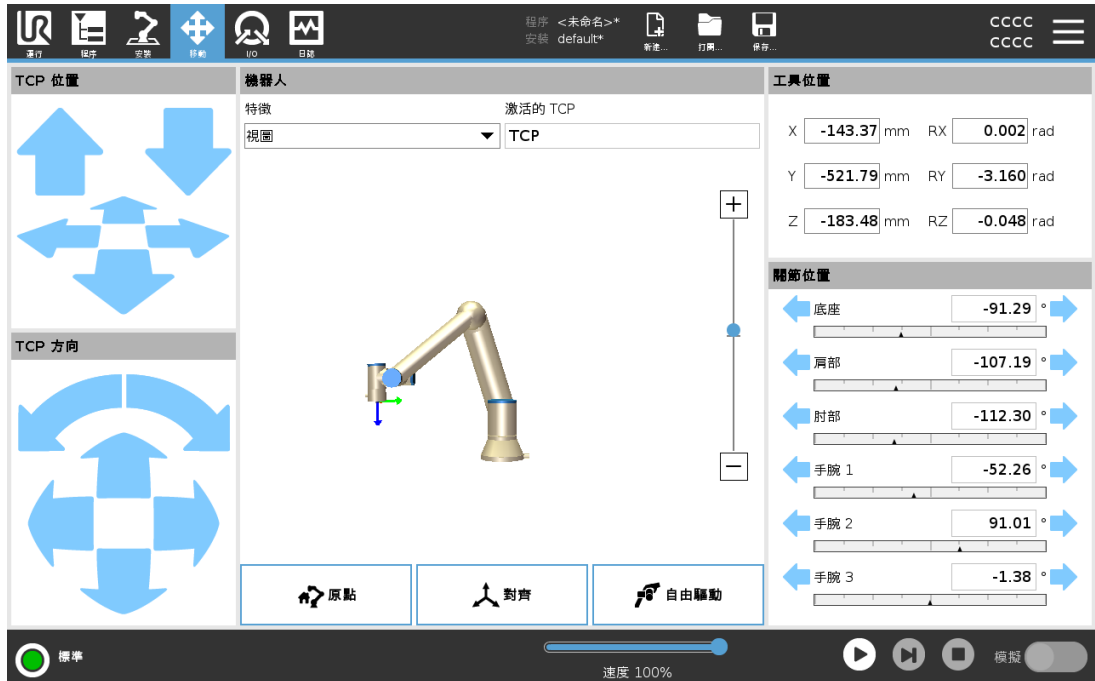 UR
運行
程序
安裝
移動
I/O
日誌
程序 <未命名>*
安裝 default*
新建...
打開...
保存...
CCCC
CCCC
TCP 位置
TCP 方向
機器人
特徵
激活的 TCP
視圖
TCP
+
−
原點
對齊
自由驅動
工具位置
X -143.37 mm RX 0.002 rad
Y -521.79 mm RY -3.160 rad
Z -183.48 mm RZ -0.048 rad
關節位置
底座 -91.29 °
肩部 -107.19 °
肘部 -112.30 °
手腕 1 -52.26 °
手腕 2 91.01 °
手腕 3 -1.38 °
標準
速度 100%
模擬